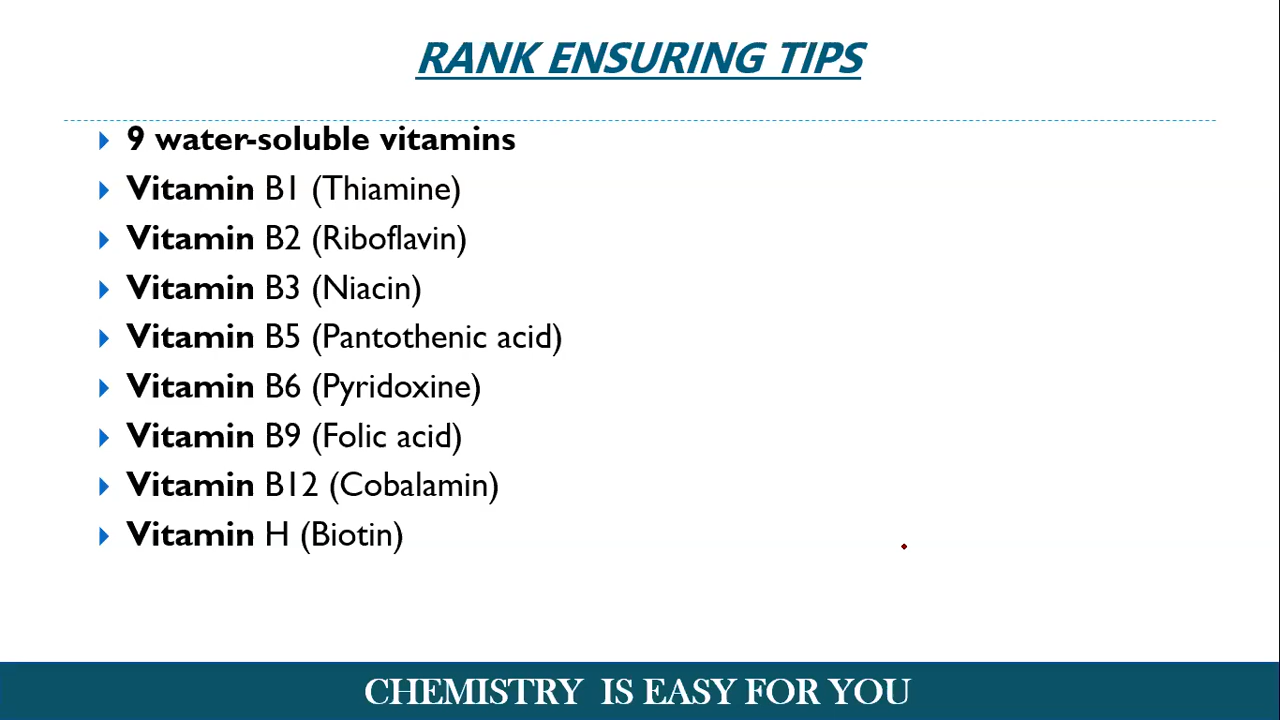 RANK ENSURING TIPS
9 water-soluble vitamins
Vitamin B1 (Thiamine)
Vitamin B2 (Riboflavin)
Vitamin B3 (Niacin)
Vitamin B5 (Pantothenic acid)
Vitamin B6 (Pyridoxine)
Vitamin B9 (Folic acid)
Vitamin B12 (Cobalamin)
Vitamin H (Biotin)
CHEMISTRY IS EASY FOR YOU